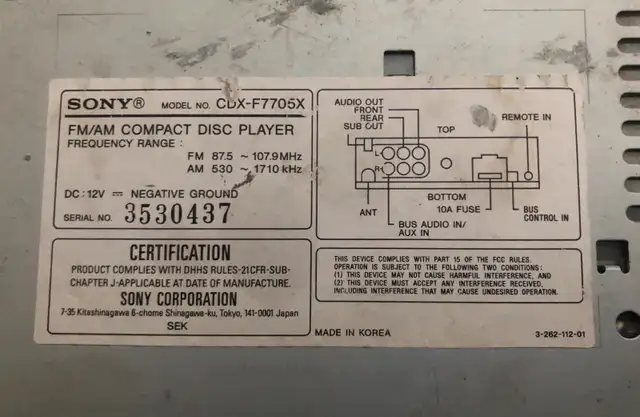 SONY® MODEL NO. CDX-F7705X
FM/AM COMPACT DISC PLAYER
FREQUENCY RANGE :
FM 87.5 ~ 107.9MHz
AM 530 ~ 1710 kHz
DC : 12V ⎓ NEGATIVE GROUND
SERIAL NO. 3530437
CERTIFICATION
PRODUCT COMPLIES WITH DHHS RULES-21CFR-SUB-
CHAPTER J-APPLICABLE AT DATE OF MANUFACTURE.
SONY CORPORATION
7-35 Kitashinagawa 6-chome Shinagawa-ku, Tokyo, 141-0001 Japan
SEK
AUDIO OUT
FRONT
REAR
SUB OUT
TOP
REMOTE IN
L
R
BOTTOM
10A FUSE
ANT
BUS AUDIO IN/
AUX IN
BUS
CONTROL IN
THIS DEVICE COMPLIES WITH PART 15 OF THE FCC RULES.
OPERATION IS SUBJECT TO THE FOLLOWING TWO CONDITIONS:
(1) THIS DEVICE MAY NOT CAUSE HARMFUL INTERFERENCE, AND
(2) THIS DEVICE MUST ACCEPT ANY INTERFERENCE RECEIVED,
INCLUDING INTERFERENCE THAT MAY CAUSE UNDESIRED OPERATION.
MADE IN KOREA
3-262-112-01